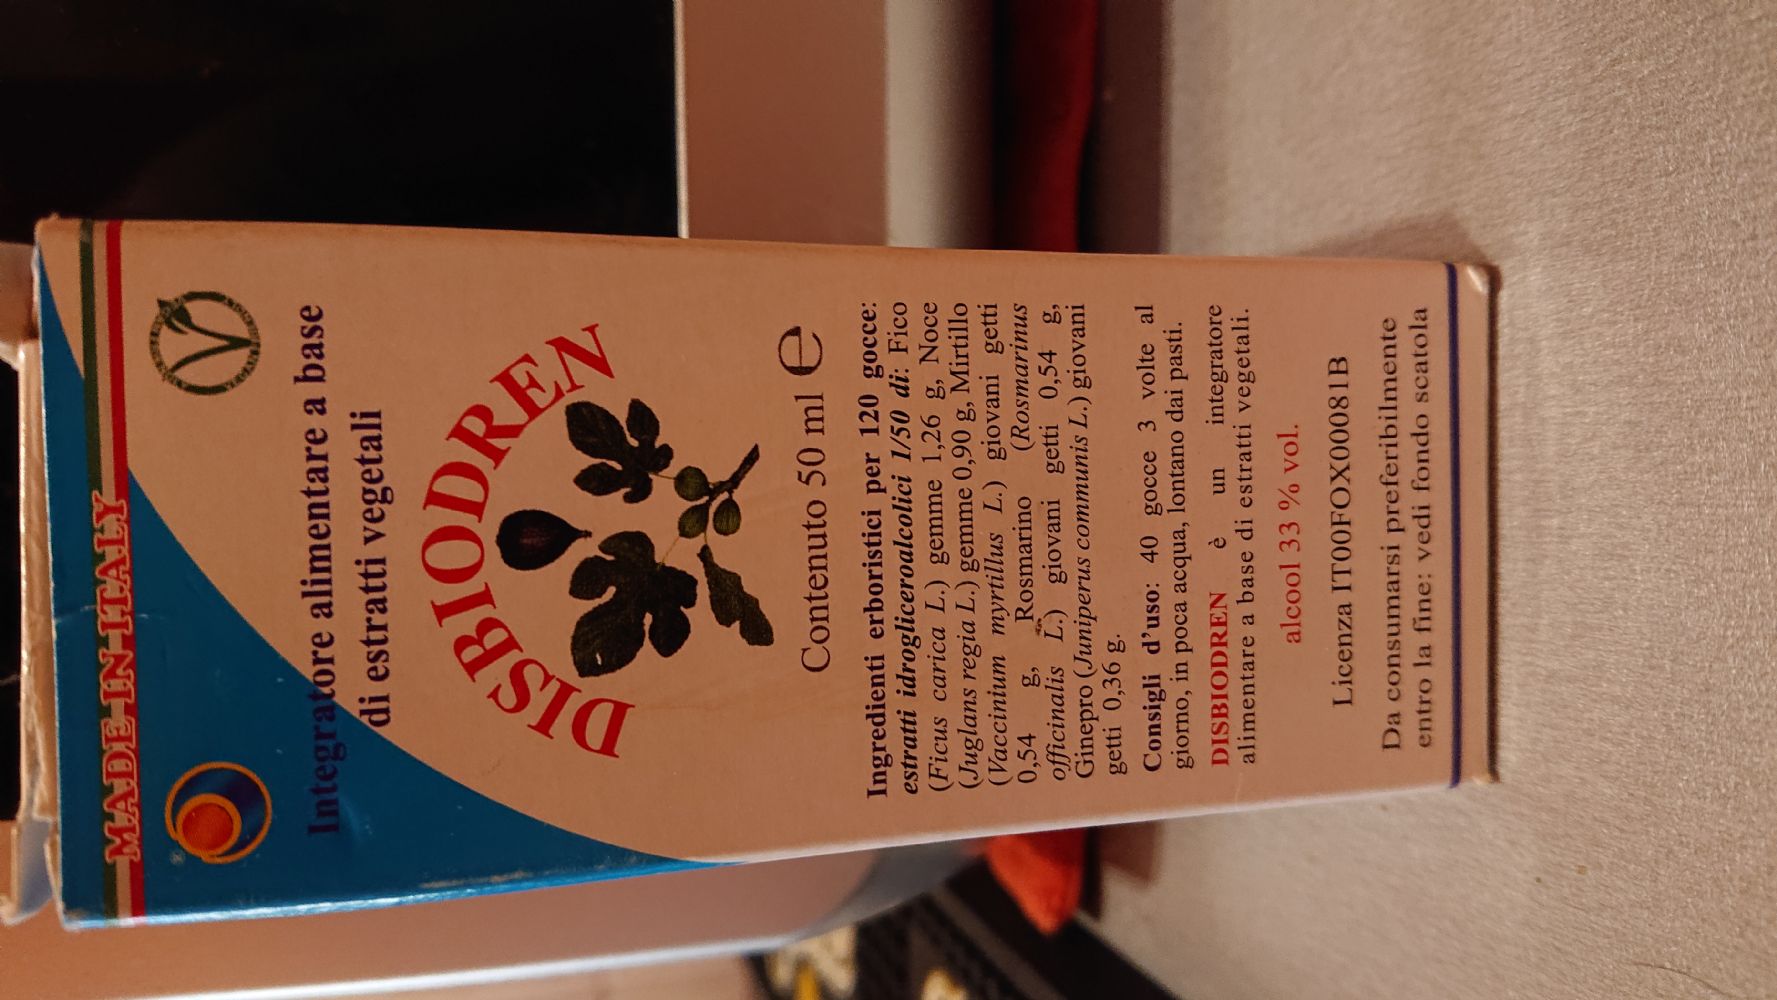 MADE IN ITALY
®
Integratore alimentare a base
di estratti vegetali
DISBIODREN
Contenuto 50 ml ℮
Ingredienti erboristici per 120 gocce:
estratti idrogliceroalcolici 1/50 di: Fico
(Ficus carica L.) gemme 1,26 g, Noce
(Juglans regia L.) gemme 0,90 g, Mirtillo
(Vaccinium myrtillus L.) giovani getti
0,54 g, Rosmarino (Rosmarinus
officinalis L.) giovani getti 0,54 g,
Ginepro (Juniperus communis L.) giovani
getti 0,36 g.
Consigli d'uso: 40 gocce 3 volte al
giorno, in poca acqua, lontano dai pasti.
DISBIODREN è un integratore
alimentare a base di estratti vegetali.
alcool 33 % vol.
Licenza IT00FOX00081B
Da consumarsi preferibilmente
entro la fine: vedi fondo scatola